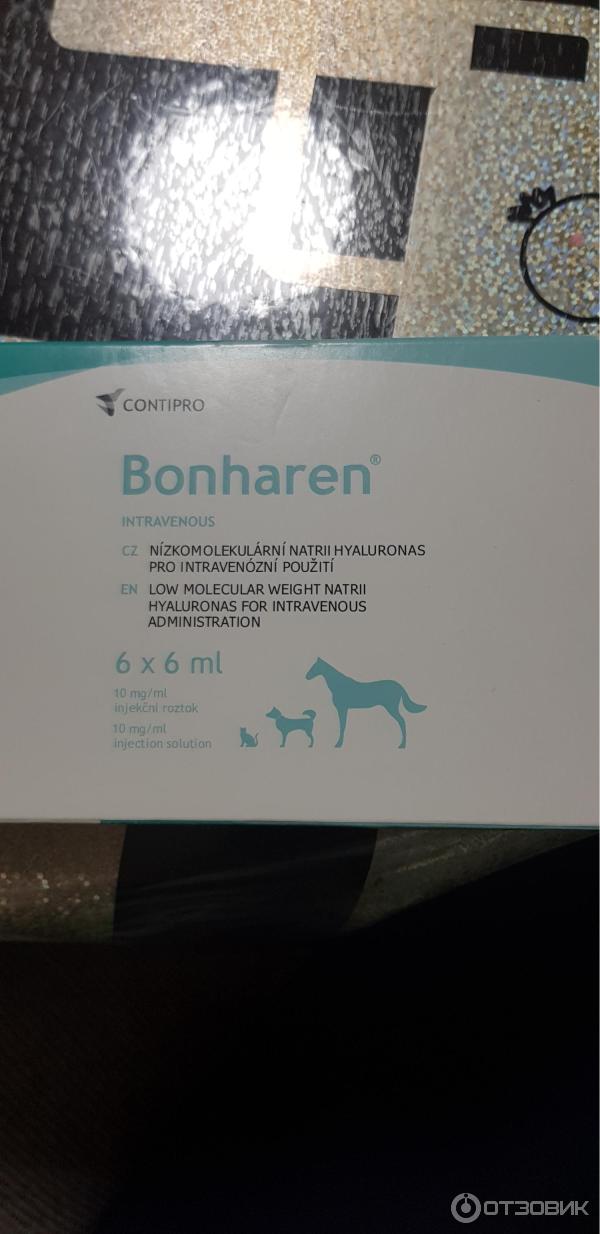 CONTIPRO
Bonharen®
INTRAVENOUS
CZ NÍZKOMOLEKULÁRNÍ NATRII HYALURONAS
PRO INTRAVENÓZNÍ POUŽITÍ
EN LOW MOLECULAR WEIGHT NATRII
HYALURONAS FOR INTRAVENOUS
ADMINISTRATION
6 x 6 ml
10 mg/ml
injekční roztok
10 mg/ml
injection solution
ОТЗОВИК